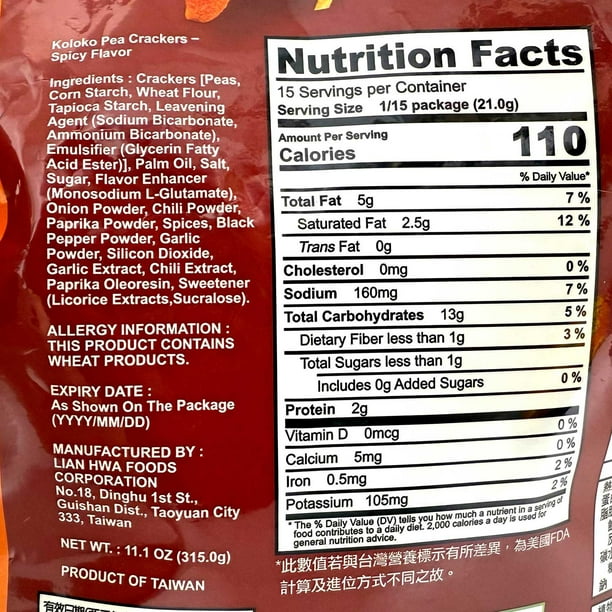 Koloko Pea Crackers –
Spicy Flavor
Ingredients : Crackers [Peas,
Corn Starch, Wheat Flour,
Tapioca Starch, Leavening
Agent (Sodium Bicarbonate,
Ammonium Bicarbonate),
Emulsifier (Glycerin Fatty
Acid Ester)], Palm Oil, Salt,
Sugar, Flavor Enhancer
(Monosodium L-Glutamate),
Onion Powder, Chili Powder,
Paprika Powder, Spices, Black
Pepper Powder, Garlic
Powder, Silicon Dioxide,
Garlic Extract, Chili Extract,
Paprika Oleoresin, Sweetener
(Licorice Extracts,Sucralose).
ALLERGY INFORMATION :
THIS PRODUCT CONTAINS
WHEAT PRODUCTS.
EXPIRY DATE :
As Shown On The Package
(YYYY/MM/DD)
MANUFACTURED BY :
LIAN HWA FOODS
CORPORATION
No.18, Dinghu 1st St.,
Guishan Dist., Taoyuan City
333, Taiwan
NET WT. : 11.1 OZ (315.0g)
PRODUCT OF TAIWAN
Nutrition Facts
15 Servings per Container
Serving Size 1/15 package (21.0g)
Amount Per Serving
Calories 110
% Daily Value*
Total Fat 5g 7 %
Saturated Fat 2.5g 12 %
Trans Fat 0g
Cholesterol 0mg 0 %
Sodium 160mg 7 %
Total Carbohydrates 13g 5 %
Dietary Fiber less than 1g 3 %
Total Sugars less than 1g
Includes 0g Added Sugars 0 %
Protein 2g
Vitamin D 0mcg 0 %
Calcium 5mg 0 %
Iron 0.5mg 2 %
Potassium 105mg 2 %
* The % Daily Value (DV) tells you how much a nutrient in a serving of
food contributes to a daily diet. 2,000 calories a day is used for
general nutrition advice.
*此數值若與台灣營養標示有所差異，為美國FDA
計算及進位方式不同之故。